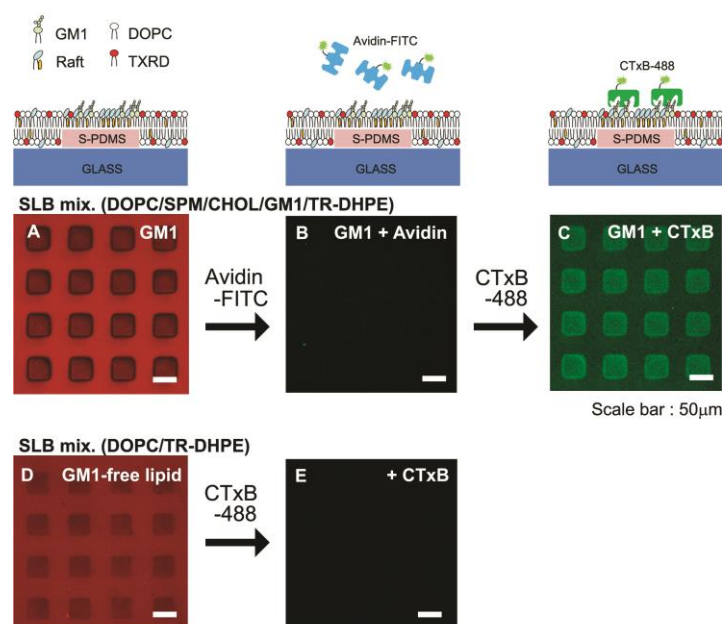 GM1 DOPC
Raft TXRD
Avidin-FITC
CTxB-488
S-PDMS S-PDMS S-PDMS
GLASS GLASS GLASS
SLB mix. (DOPC/SPM/CHOL/GM1/TR-DHPE)
A GM1
Avidin
-FITC
B GM1 + Avidin
CTxB
-488
C GM1 + CTxB
Scale bar : 50μm
SLB mix. (DOPC/TR-DHPE)
D GM1-free lipid
CTxB
-488
E + CTxB